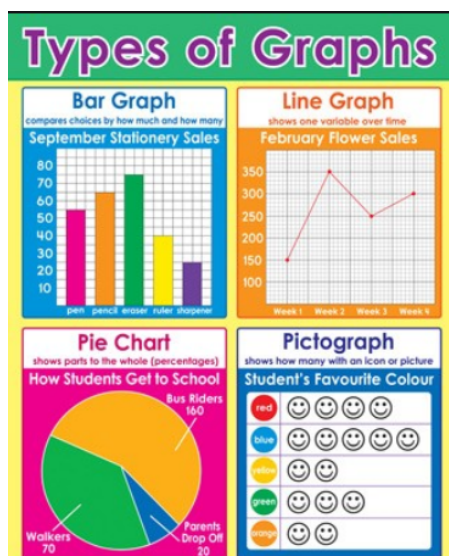 Types of Graphs
Bar Graph
compares choices by how much and how many
September Stationery Sales
80
70
60
50
40
30
20
10
pen pencil eraser ruler sharpener
Line Graph
shows one variable over time
February Flower Sales
350
300
250
200
150
100
Week 1 Week 2 Week 3 Week 4
Pie Chart
shows parts to the whole (percentages)
How Students Get to School
Bus Riders
160
Walkers
70
Parents
Drop Off
20
Pictograph
shows how many with an icon or picture
Student's Favourite Colour
red
blue
yellow
green
orange